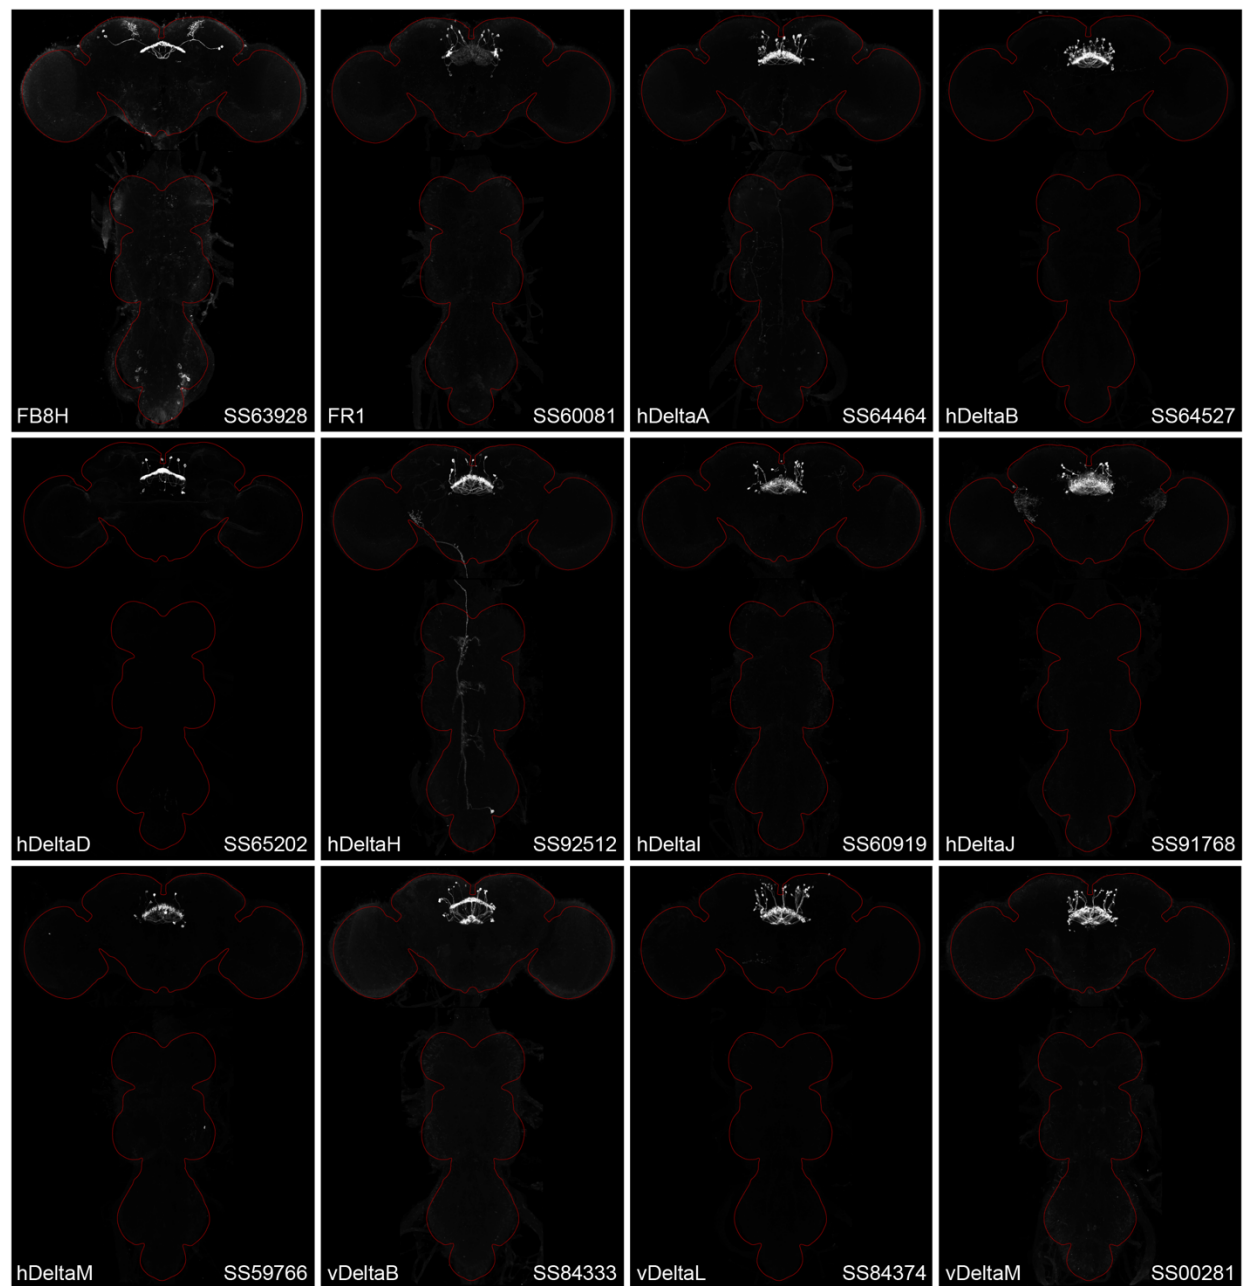 FB8H SS63928
FR1 SS60081
hDeltaA SS64464
hDeltaB SS64527
hDeltaD SS65202
hDeltaH SS92512
hDeltaI SS60919
hDeltaJ SS91768
hDeltaM SS59766
vDeltaB SS84333
vDeltaL SS84374
vDeltaM SS00281